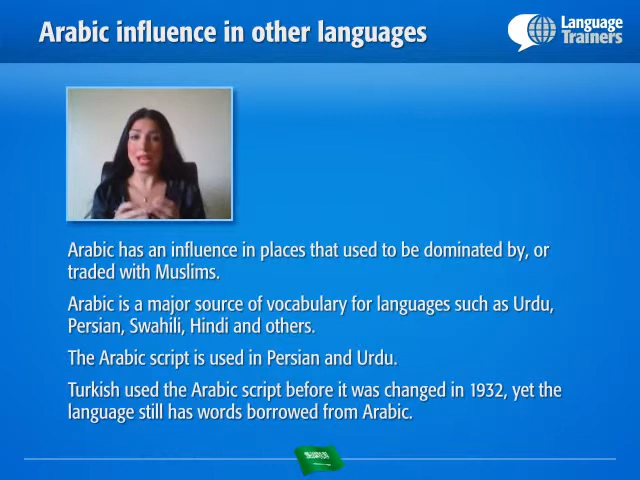 Arabic influence in other languages
Language
Trainers
Arabic has an influence in places that used to be dominated by, or
traded with Muslims.
Arabic is a major source of vocabulary for languages such as Urdu,
Persian, Swahili, Hindi and others.
The Arabic script is used in Persian and Urdu.
Turkish used the Arabic script before it was changed in 1932, yet the
language still has words borrowed from Arabic.